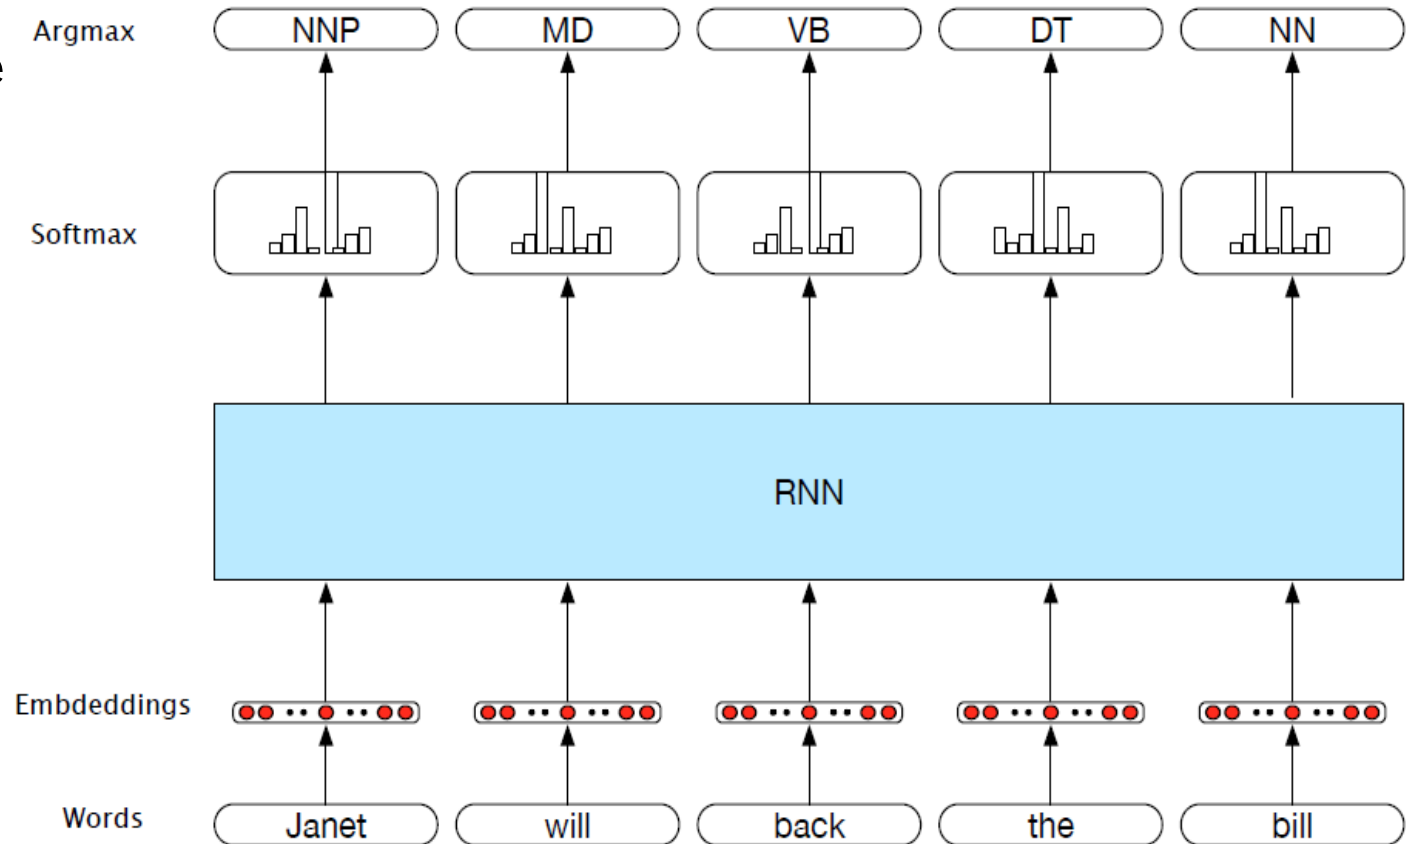 Argmax NNP MD VB DT NN
e
Softmax
RNN
Embdeddings
Words Janet will back the bill